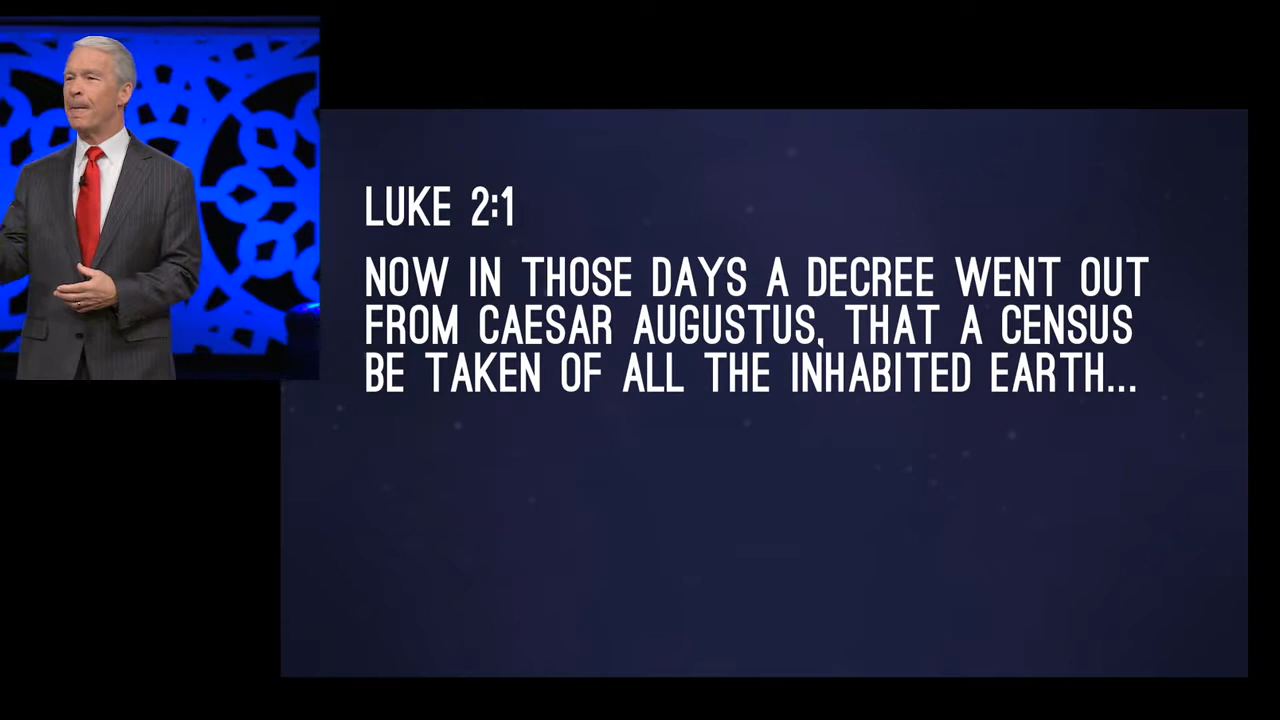 LUKE 2:1
NOW IN THOSE DAYS A DECREE WENT OUT
FROM CAESAR AUGUSTUS, THAT A CENSUS
BE TAKEN OF ALL THE INHABITED EARTH...